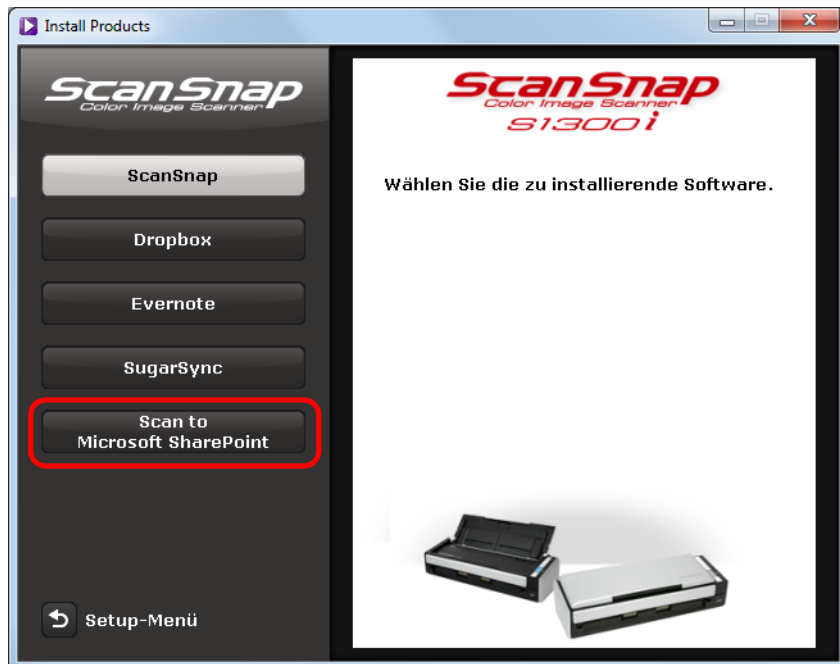 Install Products
ScanSnap
Color Image Scanner
ScanSnap
Dropbox
Evernote
SugarSync
Scan to
Microsoft SharePoint
Setup-Menü
ScanSnap
Color Image Scanner
S1300i
Wählen Sie die zu installierende Software.